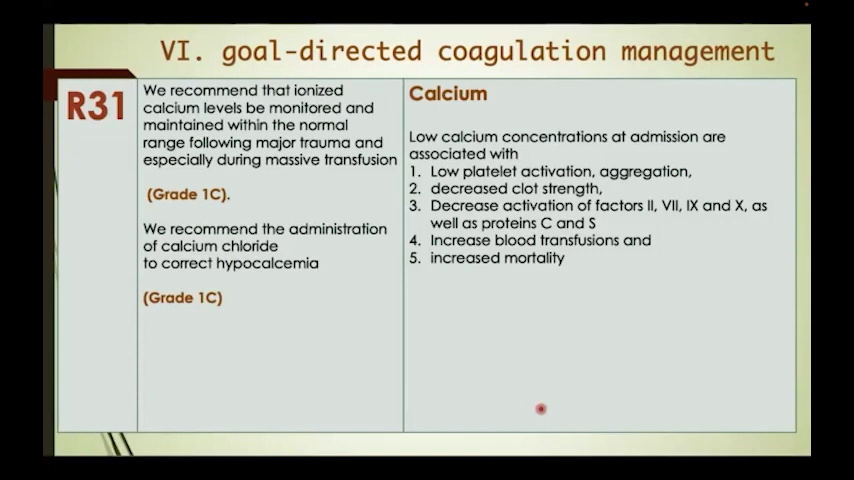 VI. goal-directed coagulation management
R31
We recommend that ionized
calcium levels be monitored and
maintained within the normal
range following major trauma and
especially during massive transfusion
(Grade 1C).
We recommend the administration
of calcium chloride
to correct hypocalcemia
(Grade 1C)
Calcium
Low calcium concentrations at admission are
associated with
1. Low platelet activation, aggregation,
2. decreased clot strength,
3. Decrease activation of factors II, VII, IX and X, as
well as proteins C and S
4. Increase blood transfusions and
5. increased mortality